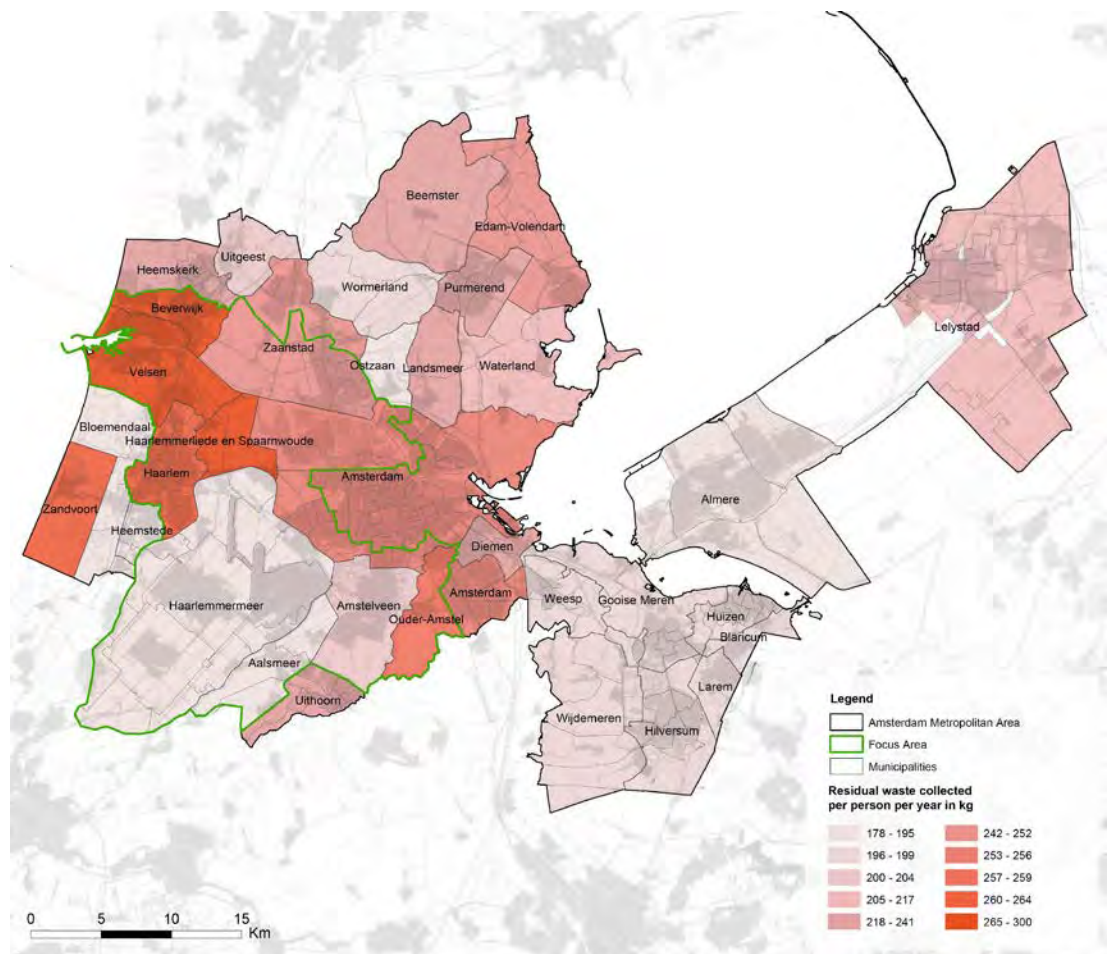 Beemster
Edam-Volendam
Uitgeest
Heemskerk
Wormerland
Purmerend
Beverwijk
Lelystad
Zaanstad
Ostzaan
Landsmeer
Waterland
Velsen
Bloemendaal
Haarlemmerliede en Spaarnwoude
Haarlem
Amsterdam
Almere
Zandvoort
Heemstede
Diemen
Haarlemmermeer
Amstelveen
Amsterdam
Weesp
Gooise Meren
Ouder-Amstel
Huizen
Blaricum
Aalsmeer
Larem
Uithoorn
Wijdemeren
Hilversum
Legend
Amsterdam Metropolitan Area
Focus Area
Municipalities
Residual waste collected
per person per year in kg
178 - 195
242 - 252
196 - 199
253 - 256
200 - 204
257 - 259
205 - 217
260 - 264
218 - 241
265 - 300
0 5 10 15
Km